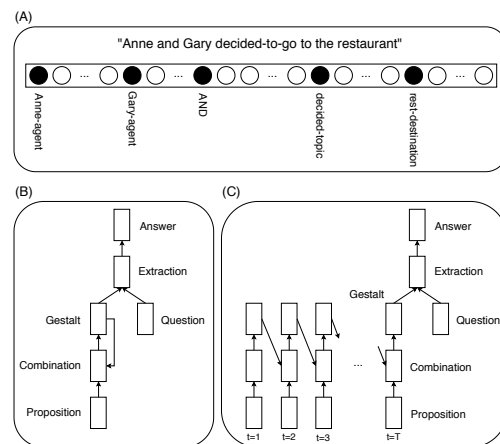 (A)
"Anne and Gary decided-to-go to the restaurant"
... ... ... ... ...
Anne-agent
Gary-agent
AND
decided-topic
rest-destination
(B)
Answer
Extraction
Gestalt
Question
Combination
Proposition
(C)
Answer
Extraction
Gestalt
Question
...
Combination
Proposition
t=1 t=2 t=3 t=T